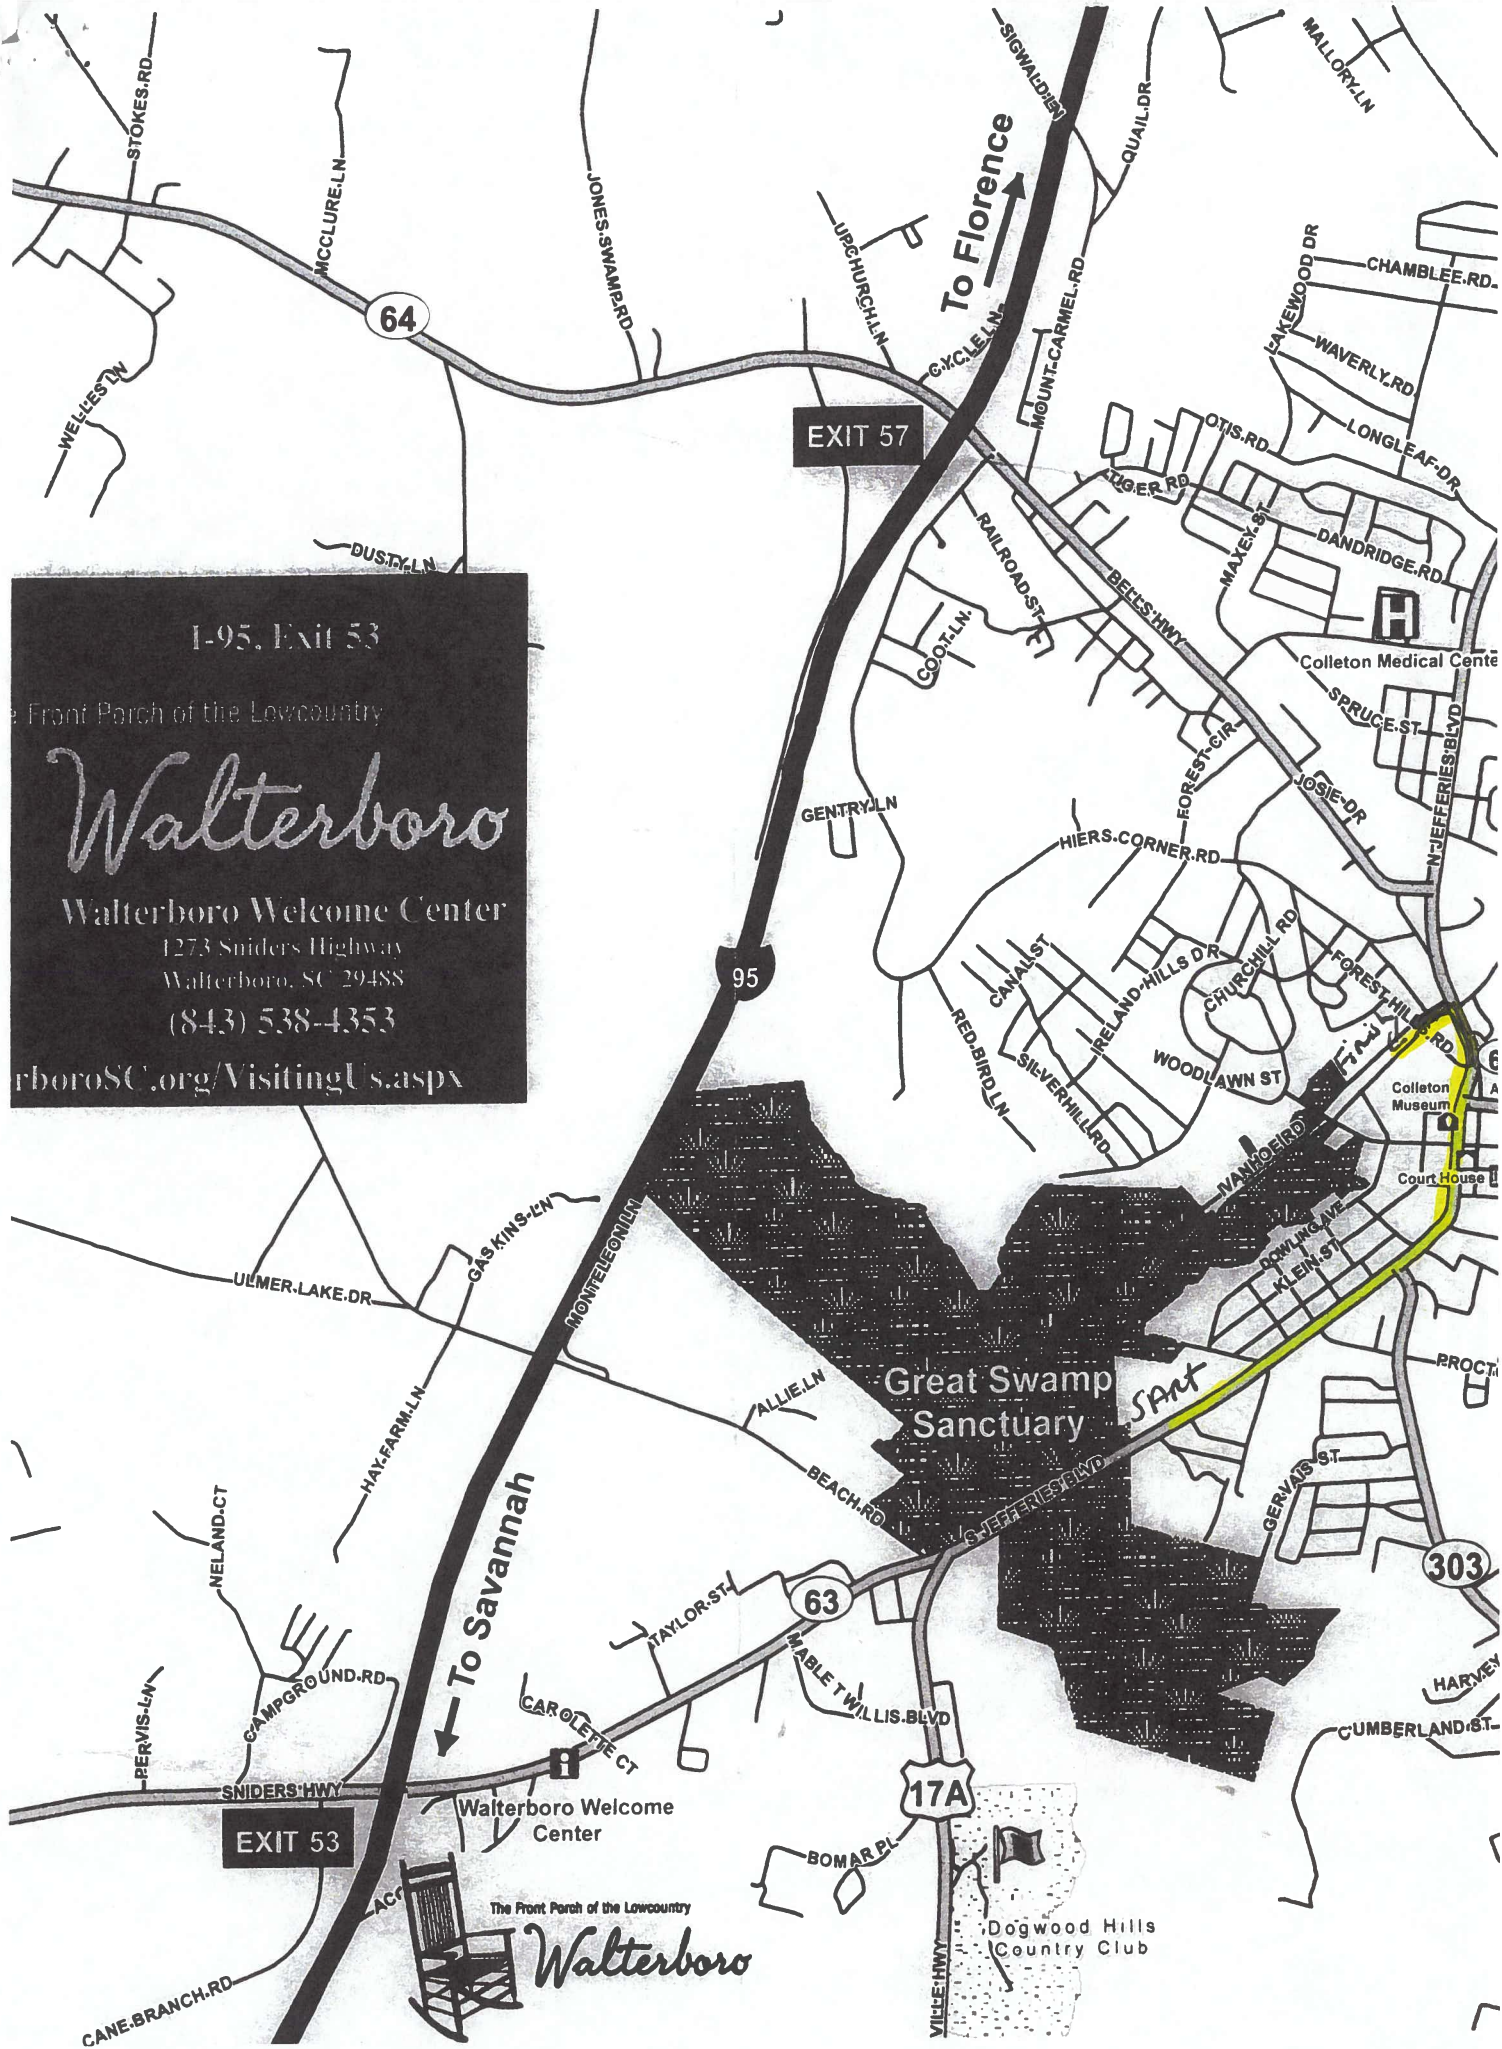 STOKES RD
MCCLURE LN
JONES SWAMP RD
UPCHURCH LN
SIGWALD LN
QUAIL DR
MALLORY LN
To Florence
CYCLE LN
MOUNT CARMEL RD
LAKEWOOD DR
CHAMBLEE RD
WAVERLY RD
LONGLEAF DR
64
WELLES LN
EXIT 57
OTIS RD
TIGER RD
MAXEY ST
DANDRIDGE RD
RAILROAD ST
BELLS HWY
DUSTY LN
H
COOT LN
Colleton Medical Cente
SPRUCE ST
N JEFFERIES BLVD
FOREST CIR
JOSIE DR
I-95, Exit 53
e Front Porch of the Lowcountry
Walterboro
Walterboro Welcome Center
1273 Sniders Highway
Walterboro, SC 29488
(843) 538-4353
rboroSC.org/VisitingUs.aspx
GENTRY LN
HIERS CORNER RD
95
CANAL ST
IRELAND HILLS DR
CHURCHILL RD
RED BIRD LN
SILVERHILL RD
WOODLAWN ST
6
Colleton
Museum
A
IVANHOE RD
Court House
DOWLING AVE
KLEIN ST
GASKINS LN
MONTELEON LN
ULMER LAKE DR
HAY FARM LN
ALLIE LN
BEACH RD
Great Swamp
Sanctuary
SArt
S JEFFERIES BLVD
PROCT
GERVAIS ST
303
NELAND CT
To Savannah
63
TAYLOR ST
MABLE T WILLIS BLVD
CAROLETTE CT
CAMPGROUND RD
PERVIS LN
SNIDERS HWY
EXIT 53
i
Walterboro Welcome
Center
17A
HARVEY
CUMBERLAND ST
BOMAR PL
Dogwood Hills
Country Club
VILLE HWY
ACC
The Front Porch of the Lowcountry
Walterboro
CANE BRANCH RD